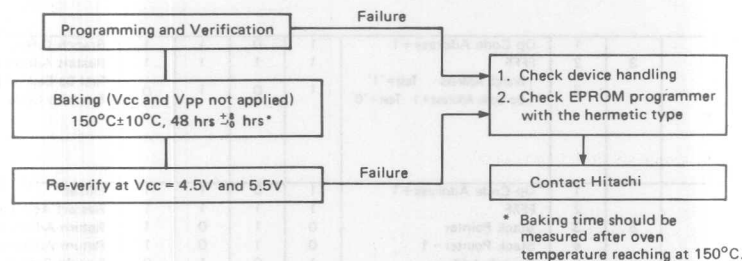 Failure
Programming and Verification
1. Check device handling
2. Check EPROM programmer
with the hermetic type
Baking (Vcc and Vpp not applied)
150°C±10°C, 48 hrs +8 -0 hrs*
Failure
Re-verify at Vcc = 4.5V and 5.5V
Contact Hitachi
* Baking time should be
measured after oven
temperature reaching at 150°C.